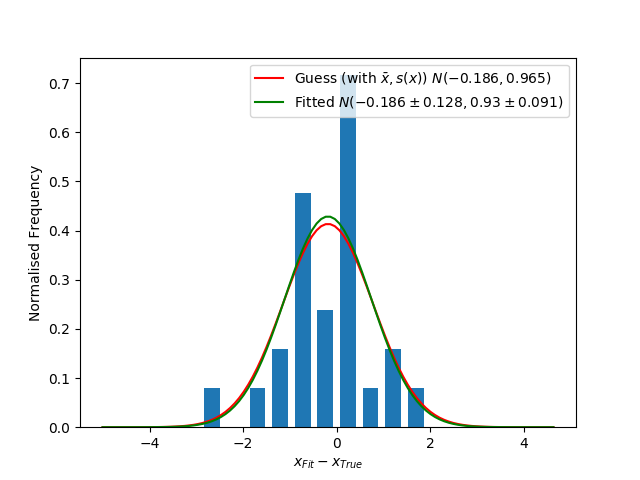 Guess (with x̄, s(x)) N(−0.186, 0.965)
Fitted N(−0.186 ± 0.128, 0.93 ± 0.091)
Normalised Frequency
0.7
0.6
0.5
0.4
0.3
0.2
0.1
0.0
−4 −2 0 2 4
x_Fit − x_True